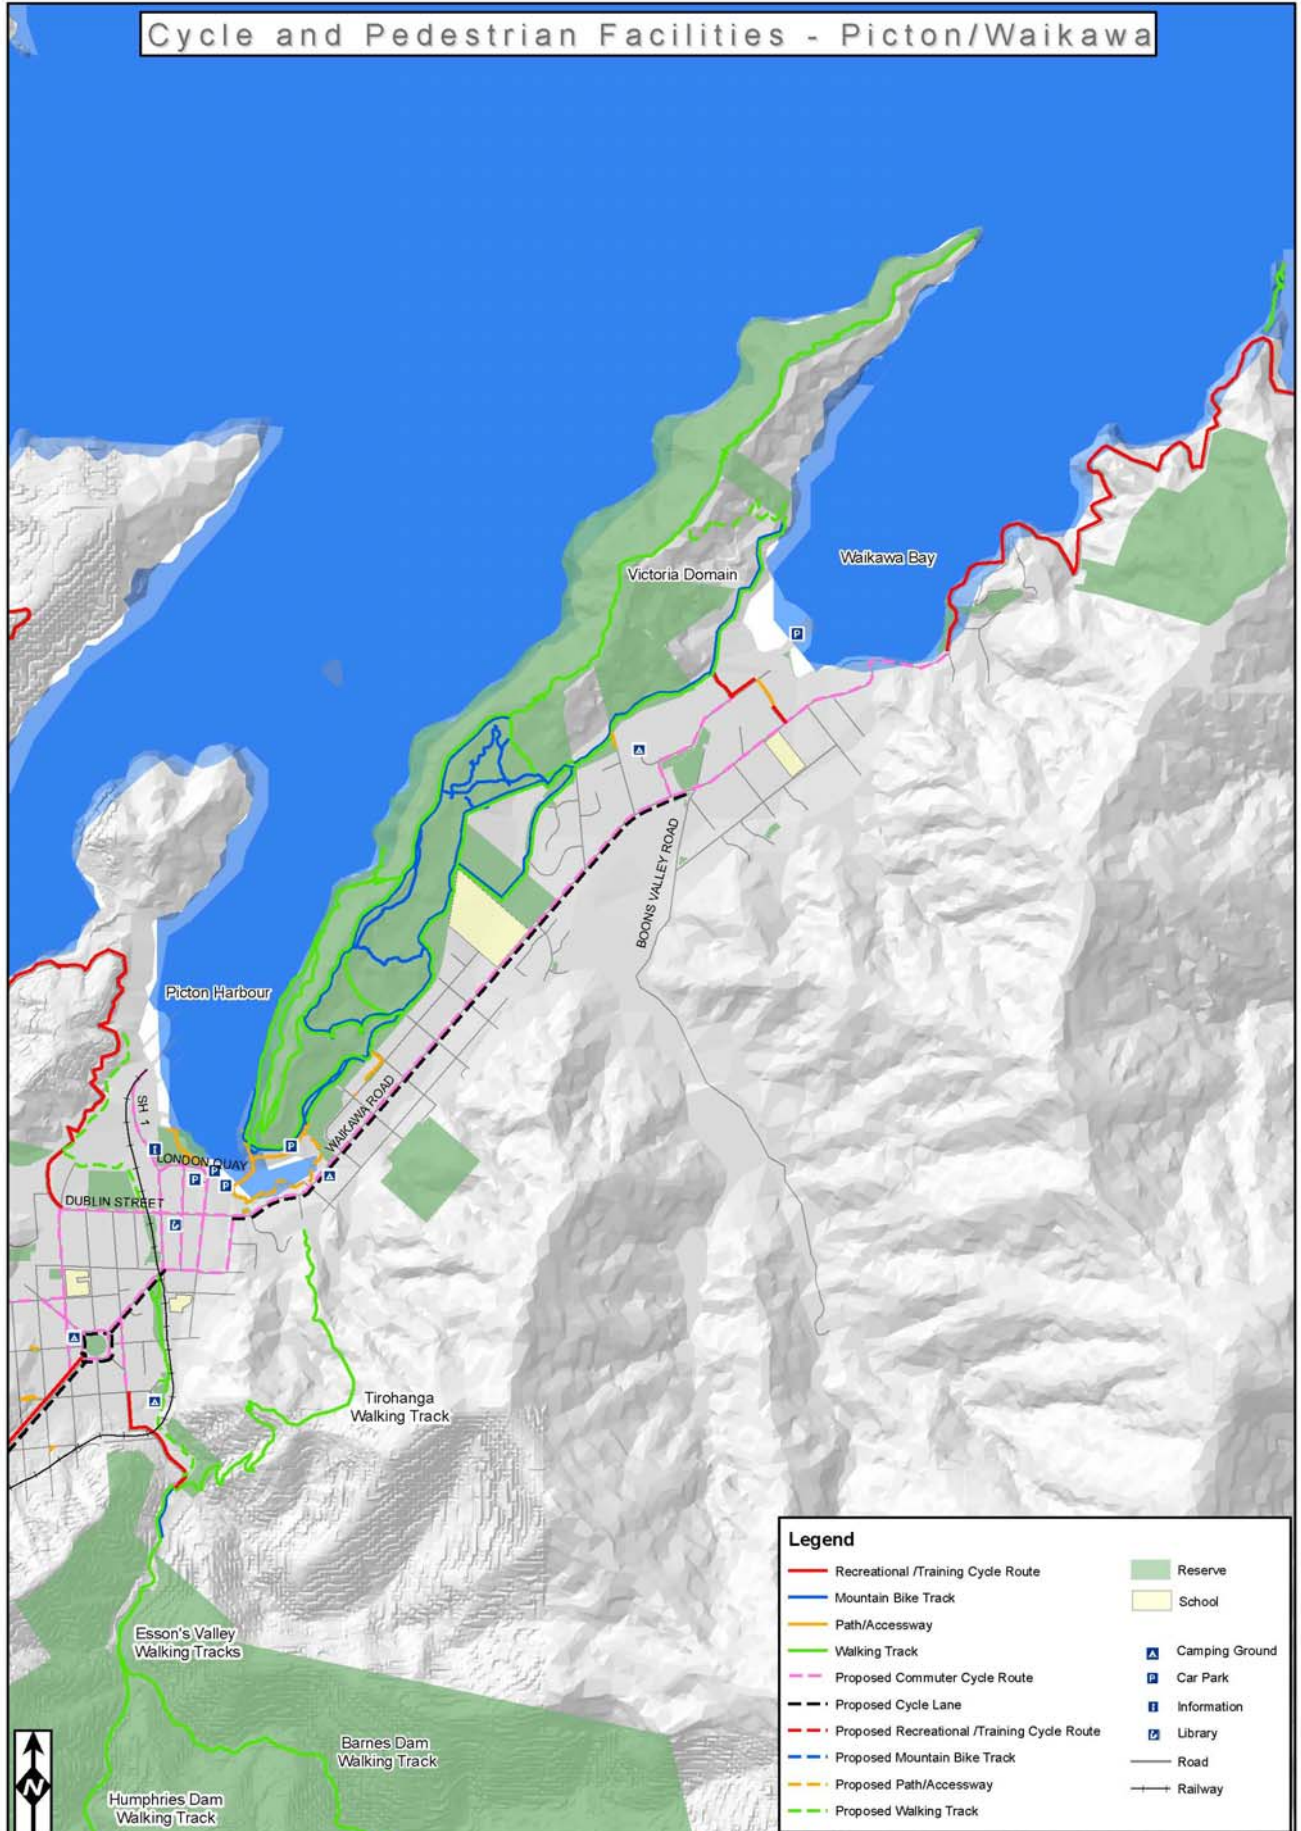 Cycle and Pedestrian Facilities - Picton/Waikawa
Waikawa Bay
Victoria Domain
P
BOONS VALLEY ROAD
Picton Harbour
WAIKAWA ROAD
SH 1
P
LONDON QUAY
P
P
P
DUBLIN STREET
Tirohanga
Walking Track
Esson's Valley
Walking Tracks
Barnes Dam
Walking Track
Humphries Dam
Walking Track
N
Legend
Recreational /Training Cycle Route
Mountain Bike Track
Path/Accessway
Walking Track
Proposed Commuter Cycle Route
Proposed Cycle Lane
Proposed Recreational /Training Cycle Route
Proposed Mountain Bike Track
Proposed Path/Accessway
Proposed Walking Track
Reserve
School
Camping Ground
P Car Park
Information
Library
Road
Railway